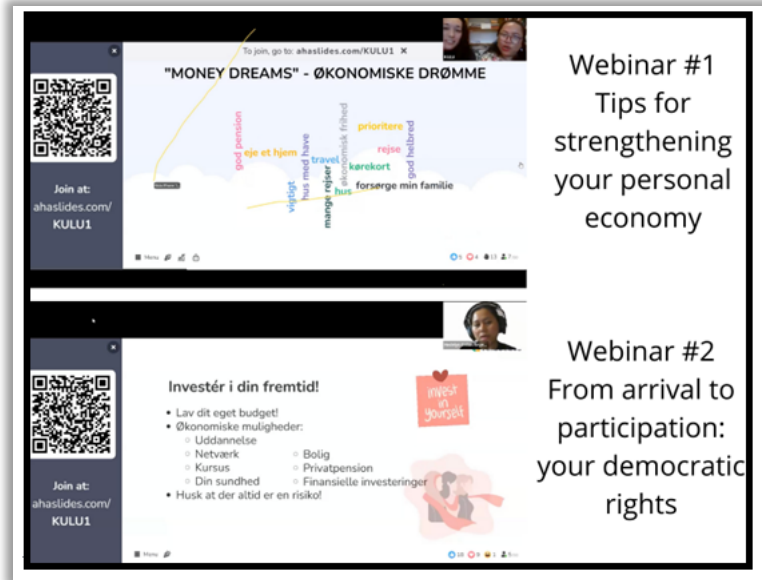 To join, go to: ahaslides.com/KULU1 ×
"MONEY DREAMS" - ØKONOMISKE DRØMME
god pension
eje et hjem
vigtigt
hus med have
travel
mange rejser
økonomisk frihed
hus
prioritere
kørekort
rejse
god helbred
forsørge min familie
Join at:
ahaslides.com/
KULU1
Menu
Webinar #1
Tips for
strengthening
your personal
economy
Investér i din fremtid!
• Lav dit eget budget!
• Økonomiske muligheder:
○ Uddannelse
○ Netværk
○ Kursus
○ Din sundhed
○ Bolig
○ Privatpension
○ Finansielle investeringer
• Husk at der altid er en risiko!
invest
in
yourself
Join at:
ahaslides.com/
KULU1
Menu
Webinar #2
From arrival to
participation:
your democratic
rights